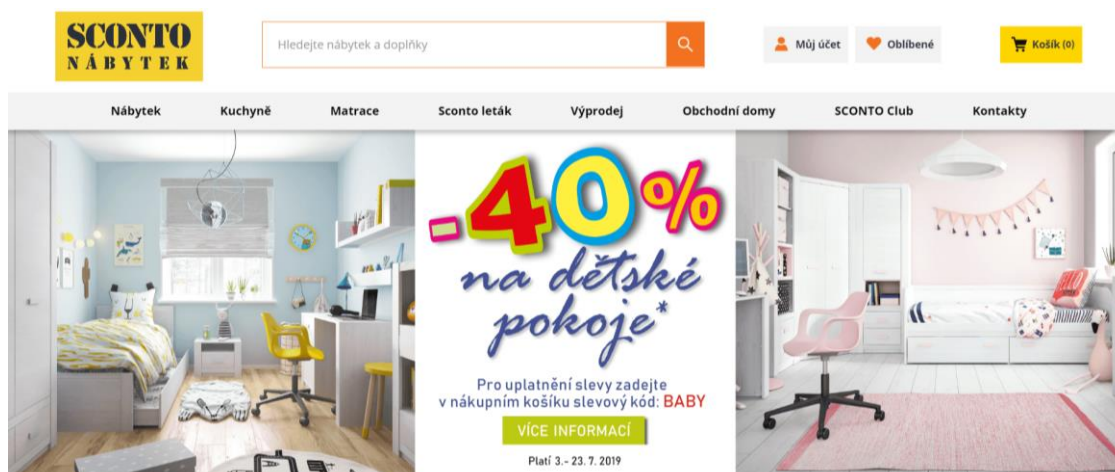 SCONTO
NÁBYTEK
Hledejte nábytek a doplňky
Můj účet
Oblíbené
Košík (0)
Nábytek
Kuchyně
Matrace
Sconto leták
Výprodej
Obchodní domy
SCONTO Club
Kontakty
-40%
na dětské
pokoje*
Pro uplatnění slevy zadejte
v nákupním košíku slevový kód: BABY
VÍCE INFORMACÍ
Platí 3.- 23. 7. 2019